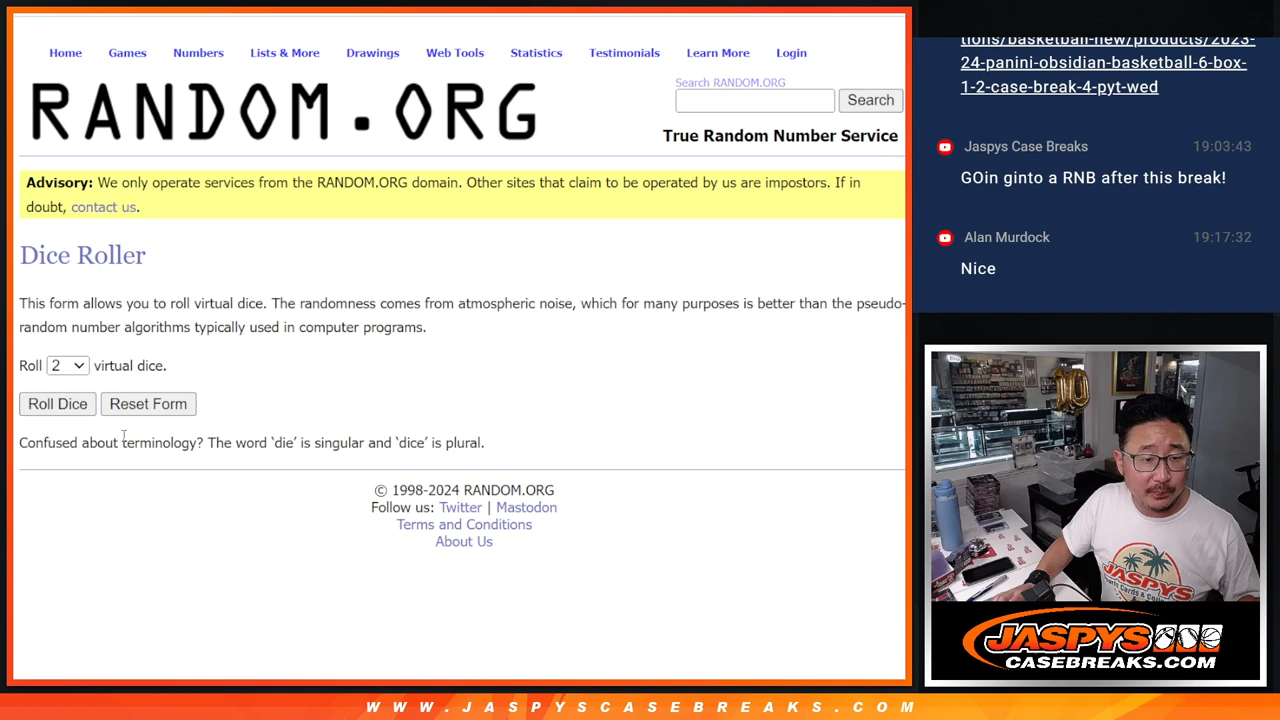 Home Games Numbers Lists & More Drawings Web Tools Statistics Testimonials Learn More Login
RANDOM.ORG
Search RANDOM.ORG
Search
True Random Number Service
Advisory: We only operate services from the RANDOM.ORG domain. Other sites that claim to be operated by us are impostors. If in
doubt, contact us.
Dice Roller
This form allows you to roll virtual dice. The randomness comes from atmospheric noise, which for many purposes is better than the pseudo-
random number algorithms typically used in computer programs.
Roll 2 virtual dice.
Roll Dice Reset Form
Confused about terminology? The word ‘die’ is singular and ‘dice’ is plural.
© 1998-2024 RANDOM.ORG
Follow us: Twitter | Mastodon
Terms and Conditions
About Us
tions/basketball-new/products/2023-
24-panini-obsidian-basketball-6-box-
1-2-case-break-4-pyt-wed
Jaspys Case Breaks 19:03:43
GOin ginto a RNB after this break!
Alan Murdock 19:17:32
Nice
10
JASPYS
JASPYS
CASEBREAKS.COM
WWW.JASPYSCASEBREAKS.COM